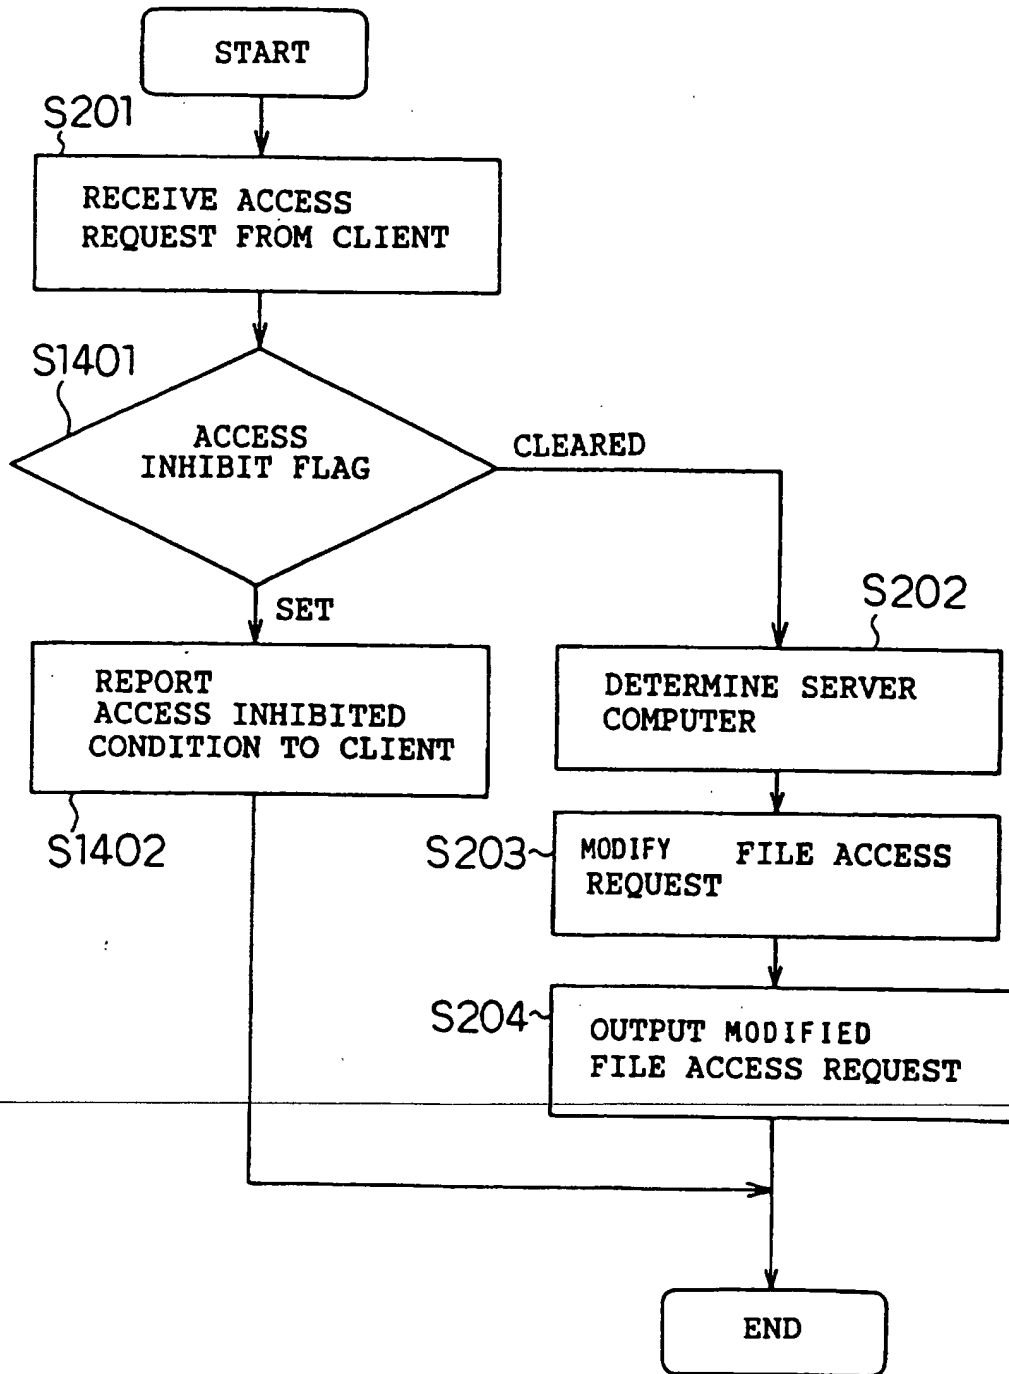 START
S201
RECEIVE ACCESS
REQUEST FROM CLIENT
S1401
ACCESS
INHIBIT FLAG
CLEARED
SET
S202
REPORT
ACCESS INHIBITED
CONDITION TO CLIENT
S1402
DETERMINE SERVER
COMPUTER
S203
MODIFY FILE ACCESS
REQUEST
S204
OUTPUT MODIFIED
FILE ACCESS REQUEST
END